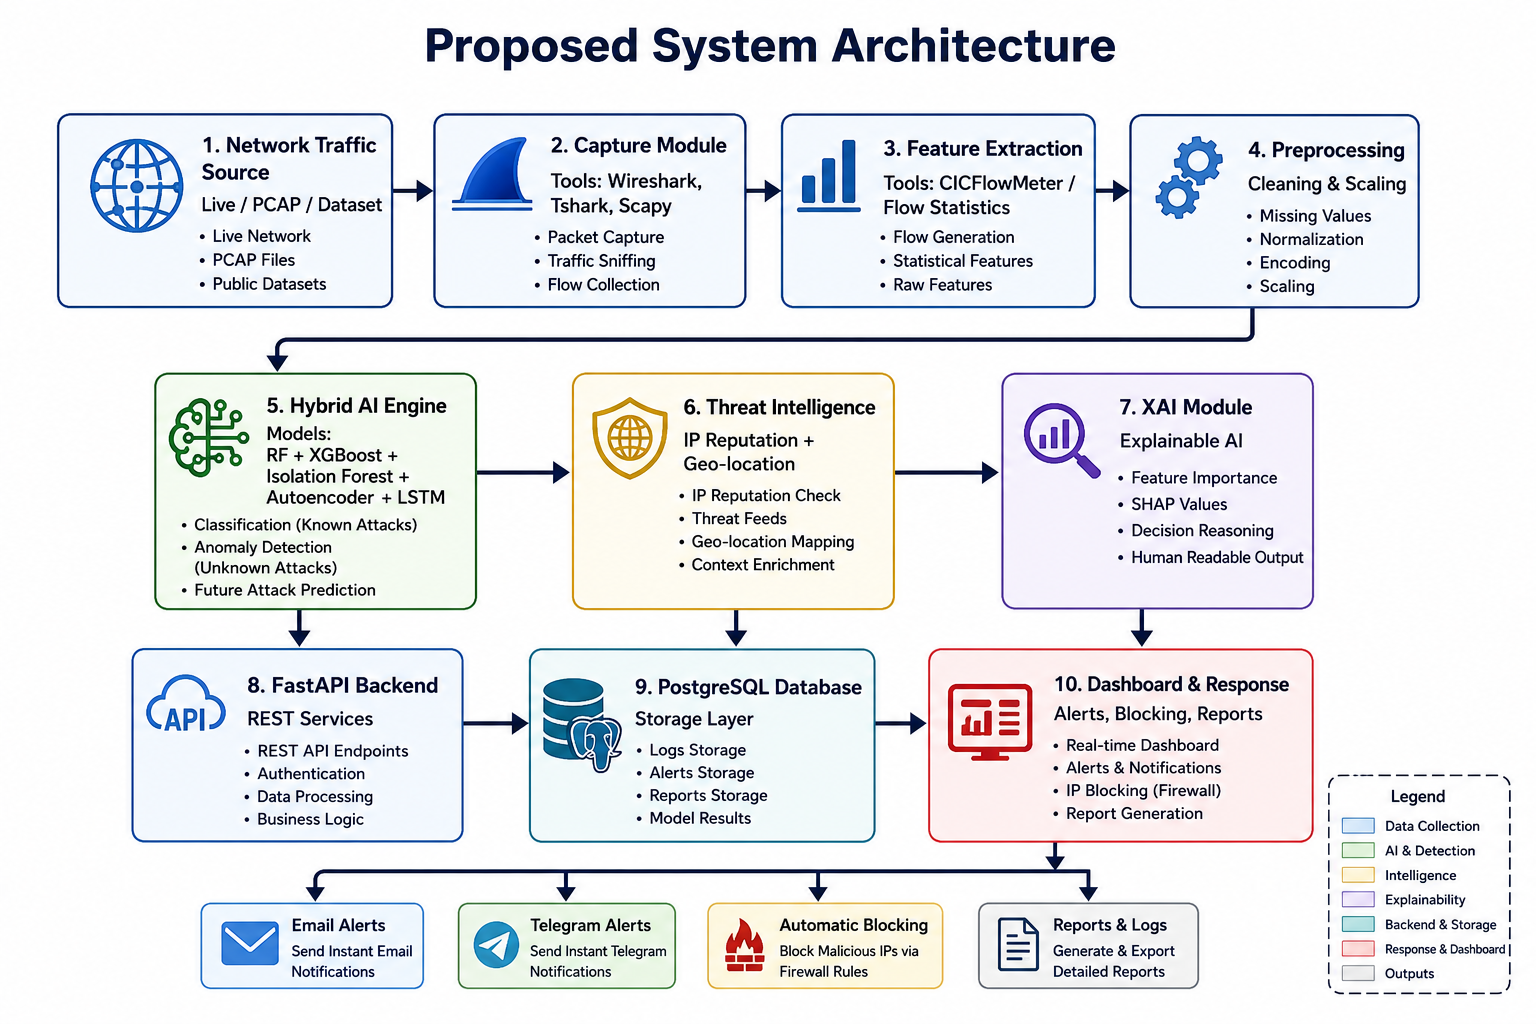 Proposed System Architecture
1. Network Traffic
Source
Live / PCAP / Dataset
• Live Network
• PCAP Files
• Public Datasets
2. Capture Module
Tools: Wireshark,
Tshark, Scapy
• Packet Capture
• Traffic Sniffing
• Flow Collection
3. Feature Extraction
Tools: CICFlowMeter /
Flow Statistics
• Flow Generation
• Statistical Features
• Raw Features
4. Preprocessing
Cleaning & Scaling
• Missing Values
• Normalization
• Encoding
• Scaling
5. Hybrid AI Engine
Models:
RF + XGBoost +
Isolation Forest +
Autoencoder + LSTM
• Classification (Known Attacks)
• Anomaly Detection
(Unknown Attacks)
• Future Attack Prediction
6. Threat Intelligence
IP Reputation +
Geo-location
• IP Reputation Check
• Threat Feeds
• Geo-location Mapping
• Context Enrichment
7. XAI Module
Explainable AI
• Feature Importance
• SHAP Values
• Decision Reasoning
• Human Readable Output
API
8. FastAPI Backend
REST Services
• REST API Endpoints
• Authentication
• Data Processing
• Business Logic
9. PostgreSQL Database
Storage Layer
• Logs Storage
• Alerts Storage
• Reports Storage
• Model Results
10. Dashboard & Response
Alerts, Blocking, Reports
• Real-time Dashboard
• Alerts & Notifications
• IP Blocking (Firewall)
• Report Generation
Email Alerts
Send Instant Email
Notifications
Telegram Alerts
Send Instant Telegram
Notifications
Automatic Blocking
Block Malicious IPs via
Firewall Rules
Reports & Logs
Generate & Export
Detailed Reports
Legend
Data Collection
AI & Detection
Intelligence
Explainability
Backend & Storage
Response & Dashboard
Outputs